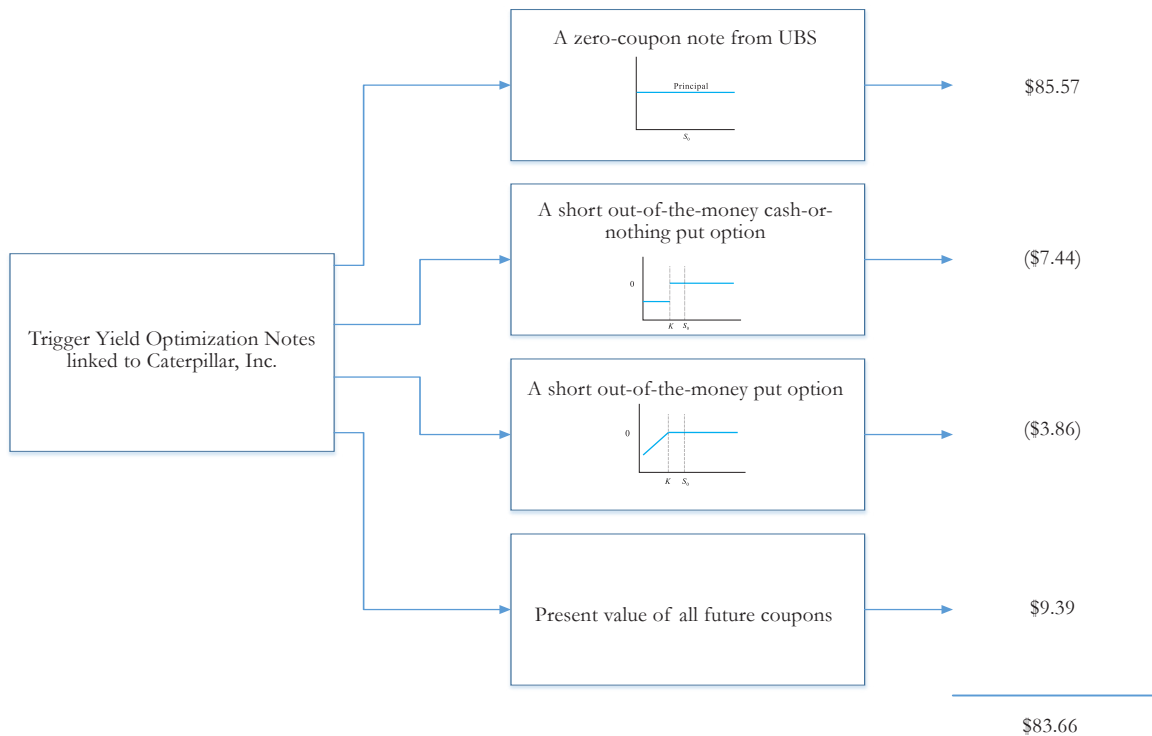 A zero-coupon note from UBS
Principal
S₀
$85.57
A short out-of-the-money cash-or-
nothing put option
0
K
S₀
($7.44)
Trigger Yield Optimization Notes
linked to Caterpillar, Inc.
A short out-of-the-money put option
0
K
S₀
($3.86)
Present value of all future coupons
$9.39
$83.66